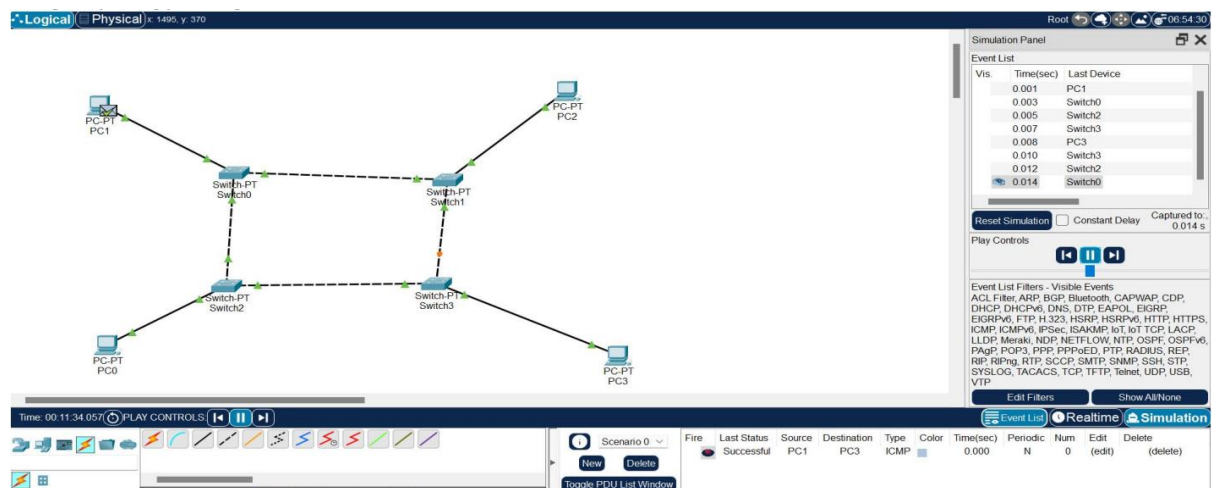 Logical Physical x: 1495, y: 370 Root 06:54:30
Simulation Panel
Event List
Vis. Time(sec) Last Device
0.001 PC1
0.003 Switch0
0.005 Switch2
0.007 Switch3
0.008 PC3
0.010 Switch3
0.012 Switch2
0.014 Switch0
Reset Simulation Constant Delay Captured to:
0.014 s
Play Controls
Event List Filters - Visible Events
ACL Filter, ARP, BGP, Bluetooth, CAPWAP, CDP,
DHCP, DHCPv6, DNS, DTP, EAPOL, EIGRP,
EIGRPv6, FTP, H.323, HSRP, HSRPv6, HTTP, HTTPS,
ICMP, ICMPv6, IPSec, ISAKMP, IoT, IoT TCP, LACP,
LLDP, Meraki, NDP, NETFLOW, NTP, OSPF, OSPFv6,
PAgP, POP3, PPP, PPPoED, PTP, RADIUS, REP,
RIP, RIPng, RTP, SCCP, SMTP, SNMP, SSH, STP,
SYSLOG, TACACS, TCP, TFTP, Telnet, UDP, USB,
VTP
Edit Filters Show All/None
PC-PT
PC1
PC-PT
PC2
Switch-PT
Switch0
Switch-PT
Switch1
Switch-PT
Switch2
Switch-PT
Switch3
PC-PT
PC0
PC-PT
PC3
Time: 00:11:34.057 PLAY CONTROLS: Event List Realtime Simulation
Scenario 0
New Delete
Toggle PDU List Window
Fire Last Status Source Destination Type Color Time(sec) Periodic Num Edit Delete
Successful PC1 PC3 ICMP 0.000 N 0 (edit) (delete)